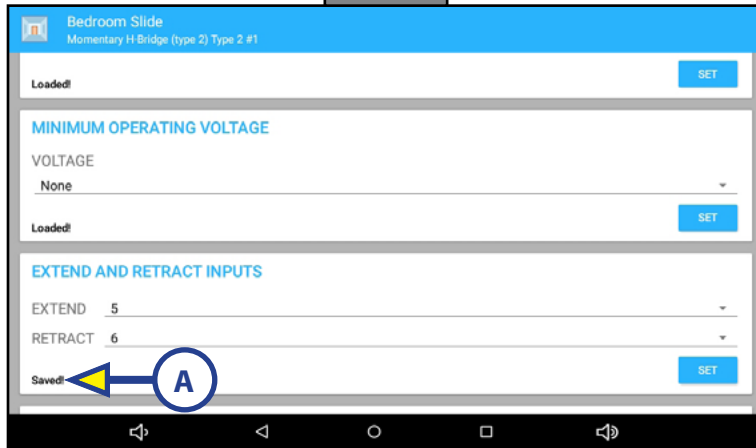 Bedroom Slide
Momentary H-Bridge (type 2) Type 2 #1
Loaded!
SET
MINIMUM OPERATING VOLTAGE
VOLTAGE
None
Loaded!
SET
EXTEND AND RETRACT INPUTS
EXTEND 5
RETRACT 6
Saved!
A
SET